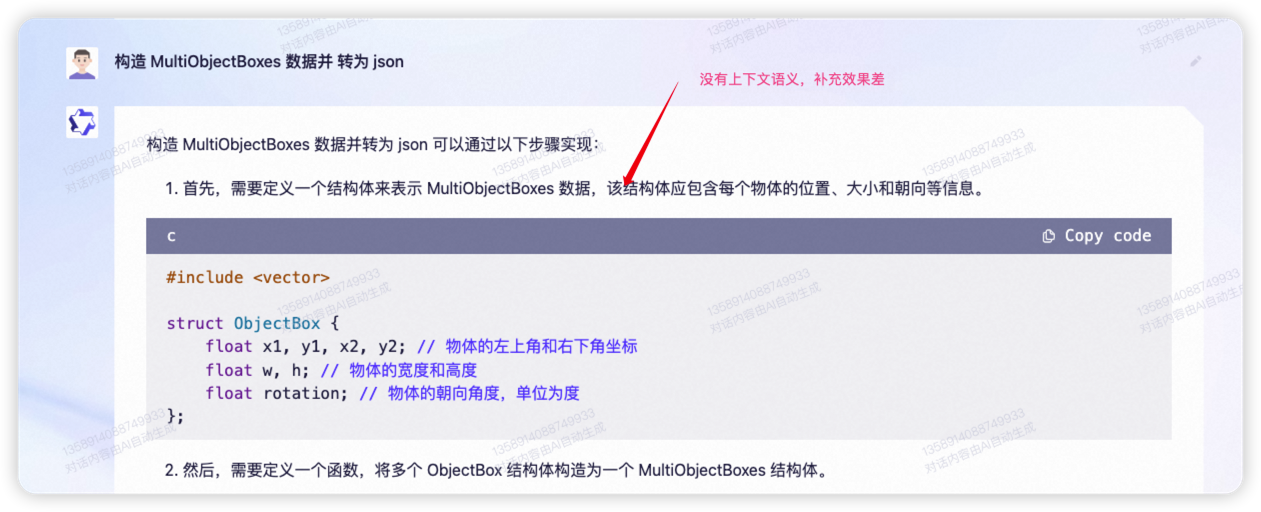 构造 MultiObjectBoxes 数据并 转为 json
没有上下文语义，补充效果差
构造 MultiObjectBoxes 数据并转为 json 可以通过以下步骤实现：
1. 首先，需要定义一个结构体来表示 MultiObjectBoxes 数据，该结构体应包含每个物体的位置、大小和朝向等信息。
c
Copy code
#include <vector>
struct ObjectBox {
float x1, y1, x2, y2; // 物体的左上角和右下角坐标
float w, h; // 物体的宽度和高度
float rotation; // 物体的朝向角度，单位为度
};
2. 然后，需要定义一个函数，将多个 ObjectBox 结构体构造为一个 MultiObjectBoxes 结构体。
1358914088749933
对话内容由AI自动生成